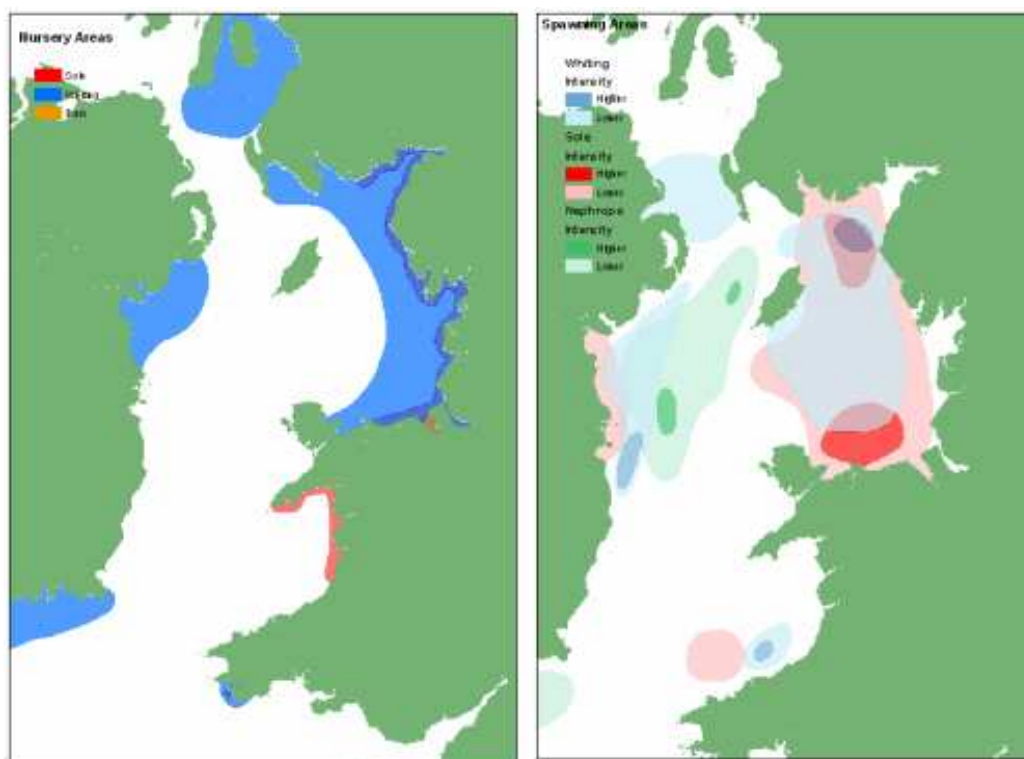 Nursery Areas
Sole
Whiting
Spawning Areas
Whiting
Intensity
Higher
Lower
Sole
Intensity
Higher
Lower
Nephrops
Intensity
Higher
Lower